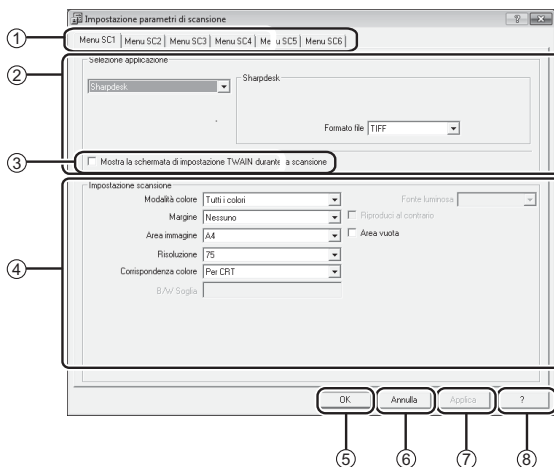 Impostazione parametri di scansione
① Menu SC1 Menu SC2 Menu SC3 Menu SC4 Menu SC5 Menu SC6
② Selezione applicazione
Sharpdesk
Sharpdesk
Formato file TIFF
③ Mostra la schermata di impostazione TWAIN durante la scansione
④ Impostazione scansione
Modalità colore Tutti i colori Fonte luminosa
Margine Nessuno Riproduci al contrario
Area immagine A4 Area vuota
Risoluzione 75
Corrispondenza colore Per CRT
B/W Soglia
OK Annulla Applica ?
⑤ ⑥ ⑦ ⑧